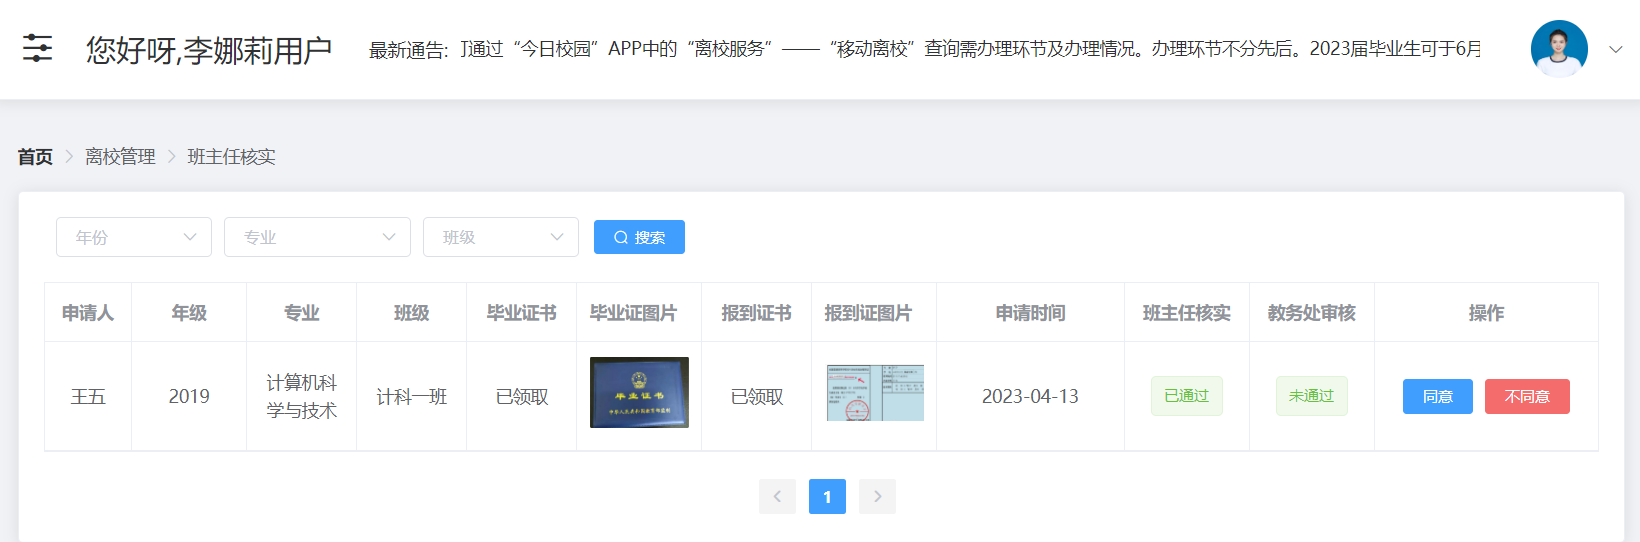 您好呀,李娜莉用户
最新通告:
通过“今日校园”APP中的“离校服务”——“移动离校”查询需办理环节及办理情况。办理环节不分先后。2023届毕业生可于6月
首页 > 离校管理 > 班主任核实
年份 专业 班级 搜索
申请人 年级 专业 班级 毕业证书 毕业证图片 报到证书 报到证图片 申请时间 班主任核实 教务处审核 操作
王五 2019 计算机科学与技术 计科一班 已领取 毕业证书 已领取 2023-04-13 已通过 未通过 同意 不同意
1